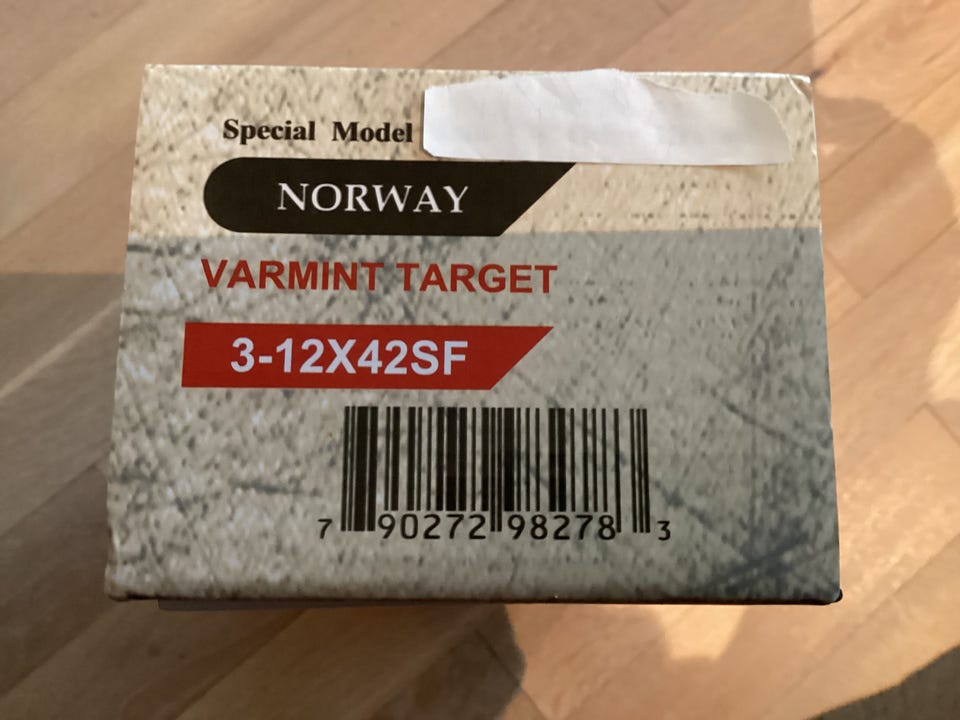 Special Model
NORWAY
VARMINT TARGET
3-12X42SF
7 90272 98278 3